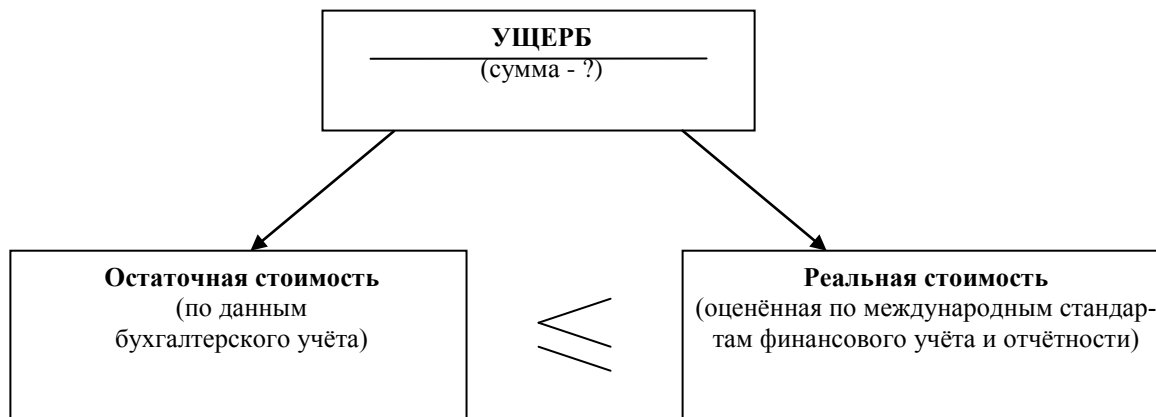 УЩЕРБ
(сумма - ?)
Остаточная стоимость
(по данным
бухгалтерского учёта)
≤
Реальная стоимость
(оценённая по международным стандар-
там финансового учёта и отчётности)